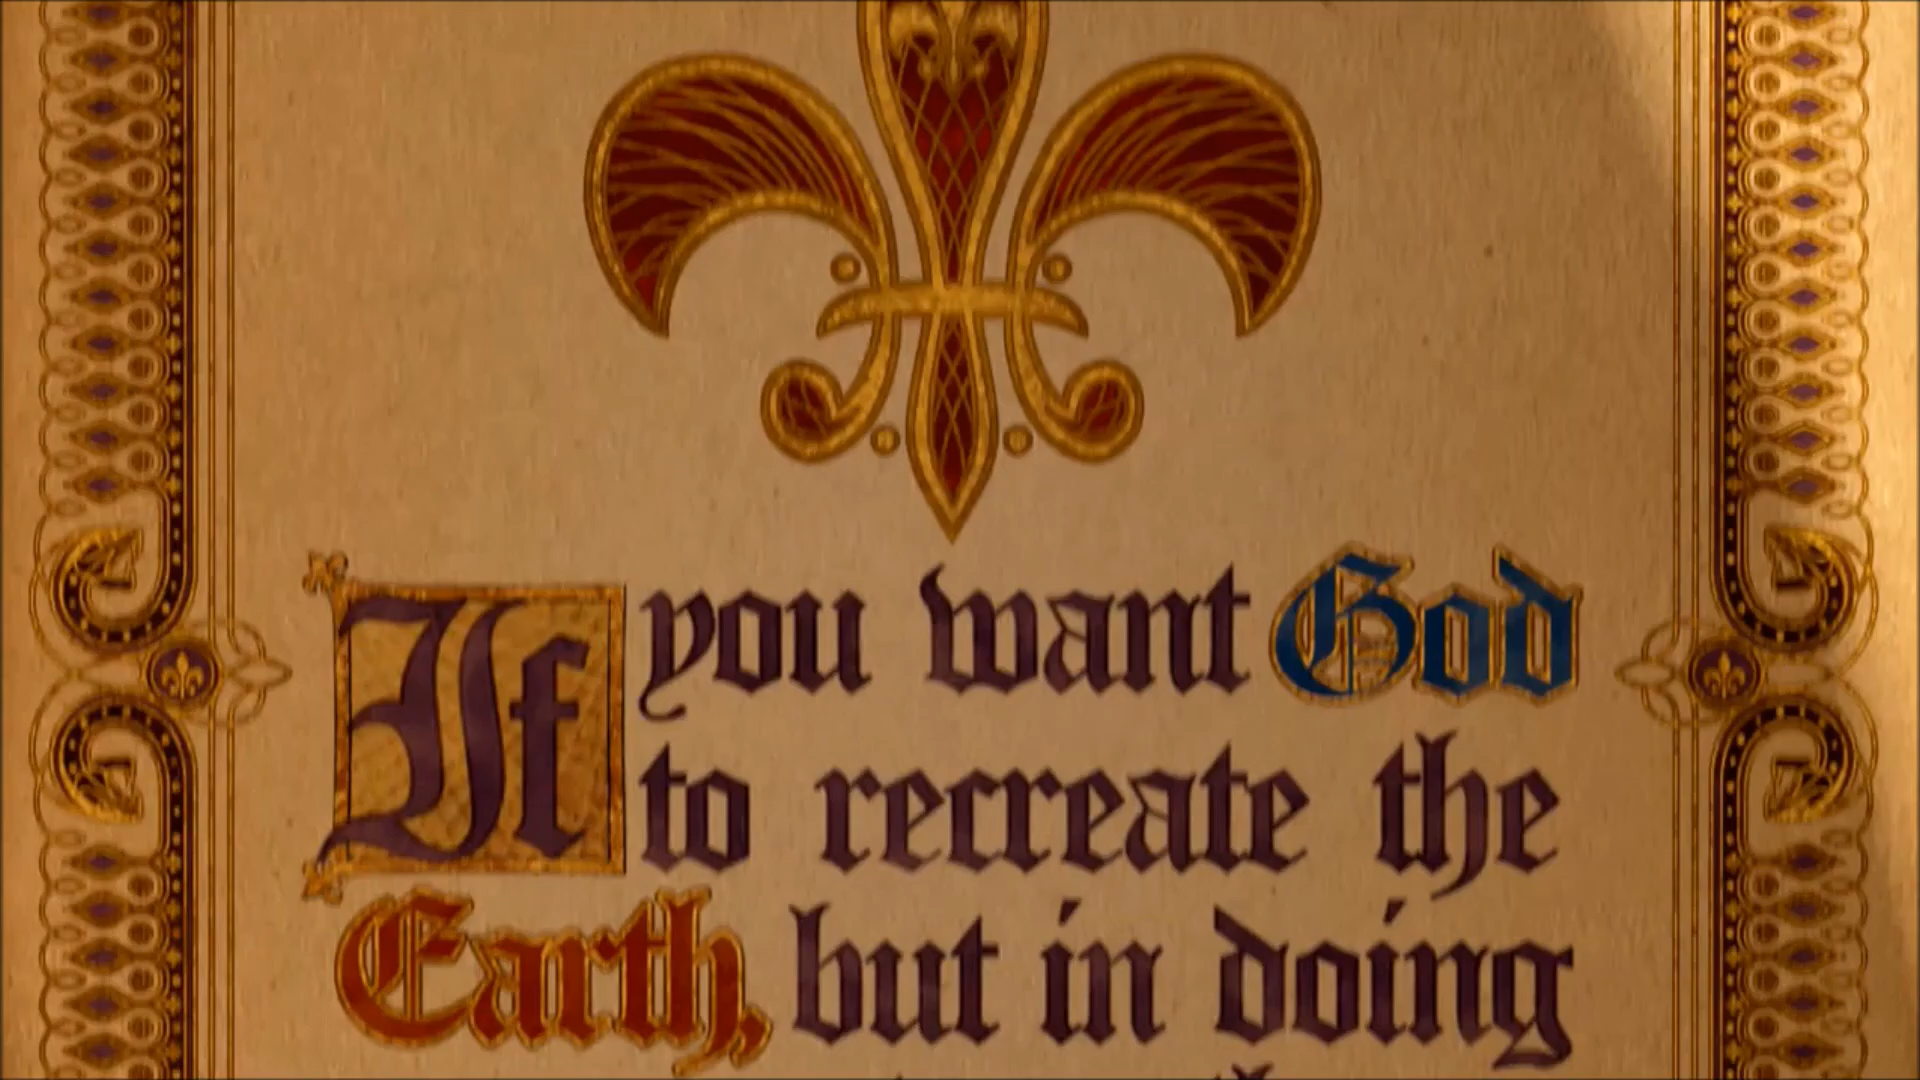 If you want God
to recreate the
Earth, but in doing